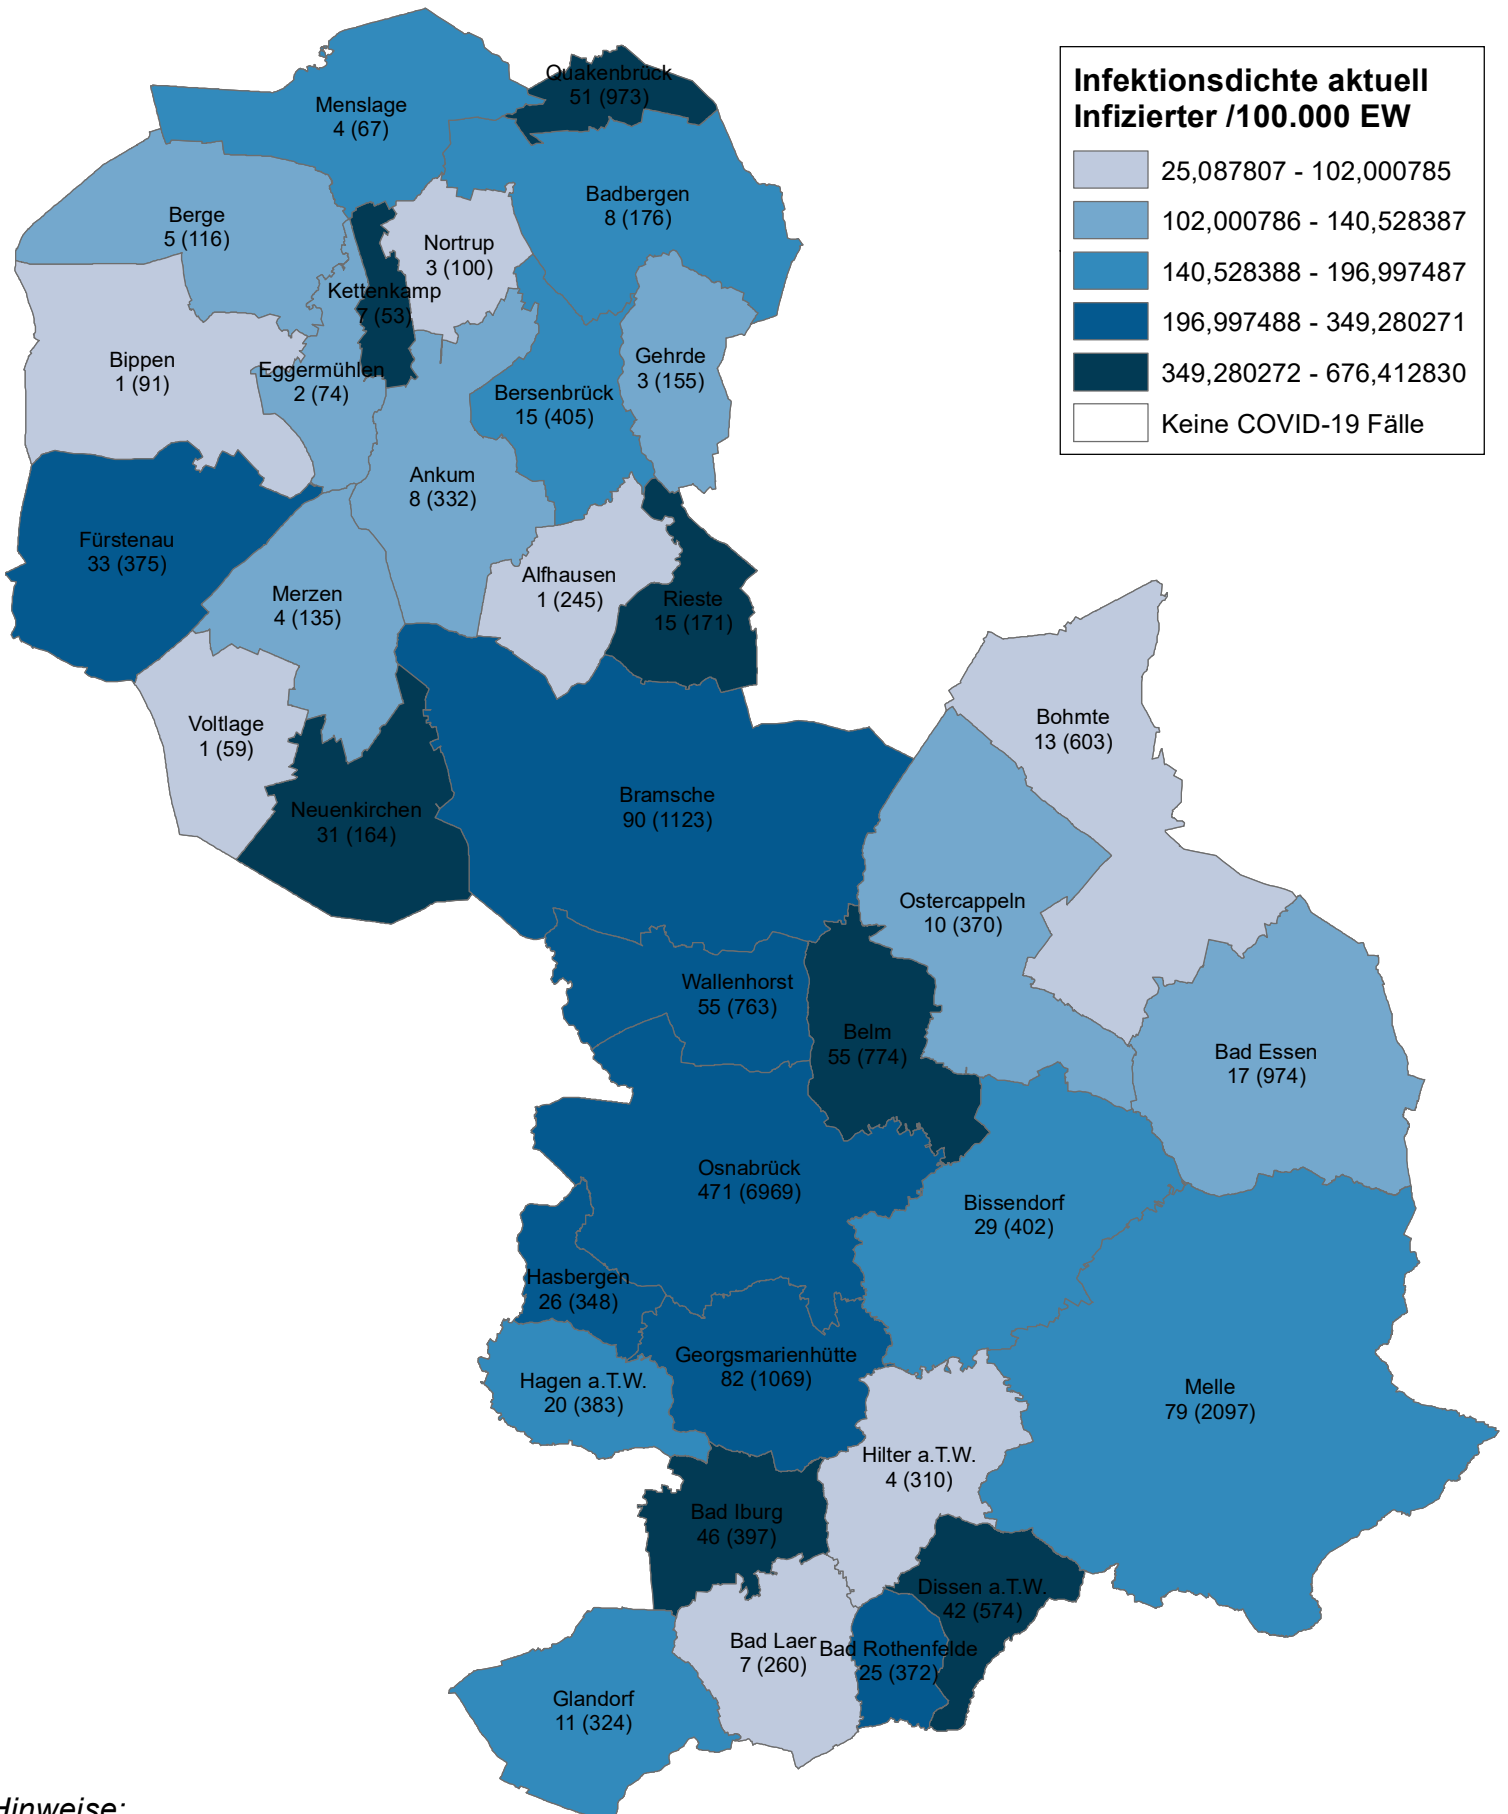 Infektionsdichte aktuell
Infizierter /100.000 EW
25,087807 - 102,000785
102,000786 - 140,528387
140,528388 - 196,997487
196,997488 - 349,280271
349,280272 - 676,412830
Keine COVID-19 Fälle
Quakenbrück
51 (973)
Menslage
4 (67)
Badbergen
8 (176)
Berge
5 (116)
Nortrup
3 (100)
Kettenkamp
7 (53)
Bippen
1 (91)
Eggermühlen
2 (74)
Gehrde
3 (155)
Bersenbrück
15 (405)
Ankum
8 (332)
Fürstenau
33 (375)
Alfhausen
1 (245)
Merzen
4 (135)
Rieste
15 (171)
Voltlage
1 (59)
Bohmte
13 (603)
Neuenkirchen
31 (164)
Bramsche
90 (1123)
Ostercappeln
10 (370)
Wallenhorst
55 (763)
Belm
55 (774)
Bad Essen
17 (974)
Osnabrück
471 (6969)
Bissendorf
29 (402)
Hasbergen
26 (348)
Georgsmarienhütte
82 (1069)
Hagen a.T.W.
20 (383)
Melle
79 (2097)
Hilter a.T.W.
4 (310)
Bad Iburg
46 (397)
Dissen a.T.W.
42 (574)
Bad Laer
7 (260)
Bad Rothenfelde
25 (372)
Glandorf
11 (324)
Hinweise: